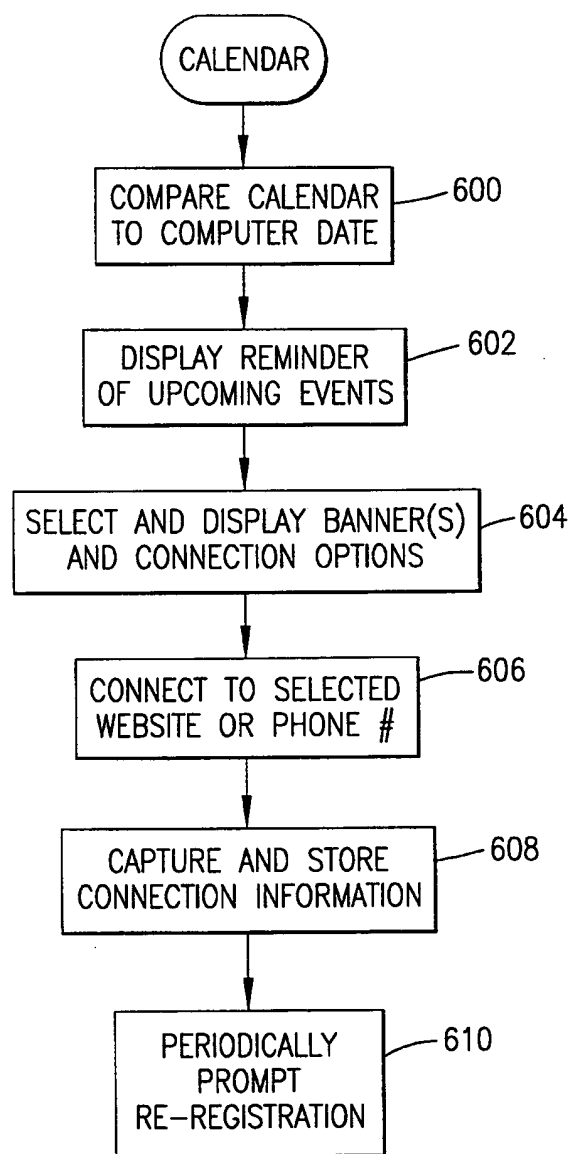 CALENDAR
COMPARE CALENDAR
TO COMPUTER DATE
600
DISPLAY REMINDER
OF UPCOMING EVENTS
602
SELECT AND DISPLAY BANNER(S)
AND CONNECTION OPTIONS
604
CONNECT TO SELECTED
WEBSITE OR PHONE #
606
CAPTURE AND STORE
CONNECTION INFORMATION
608
PERIODICALLY
PROMPT
RE-REGISTRATION
610